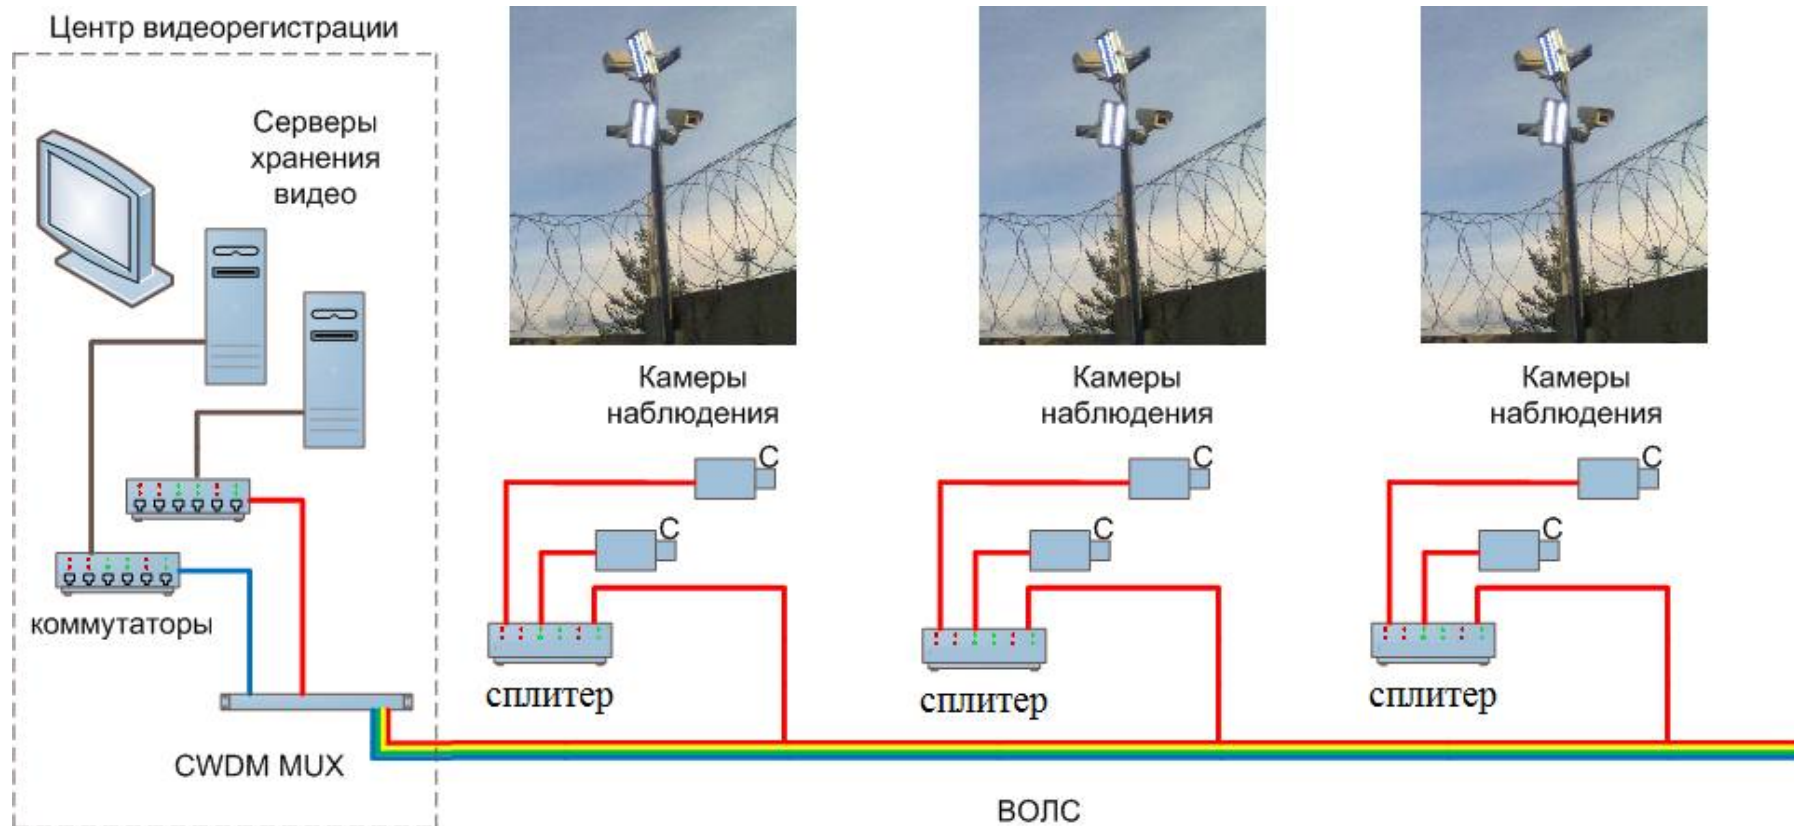 Центр видеорегистрации
Серверы
хранения
видео
коммутаторы
CWDM MUX
Камеры
наблюдения
С
С
сплитер
Камеры
наблюдения
С
С
сплитер
Камеры
наблюдения
С
С
сплитер
ВОЛС